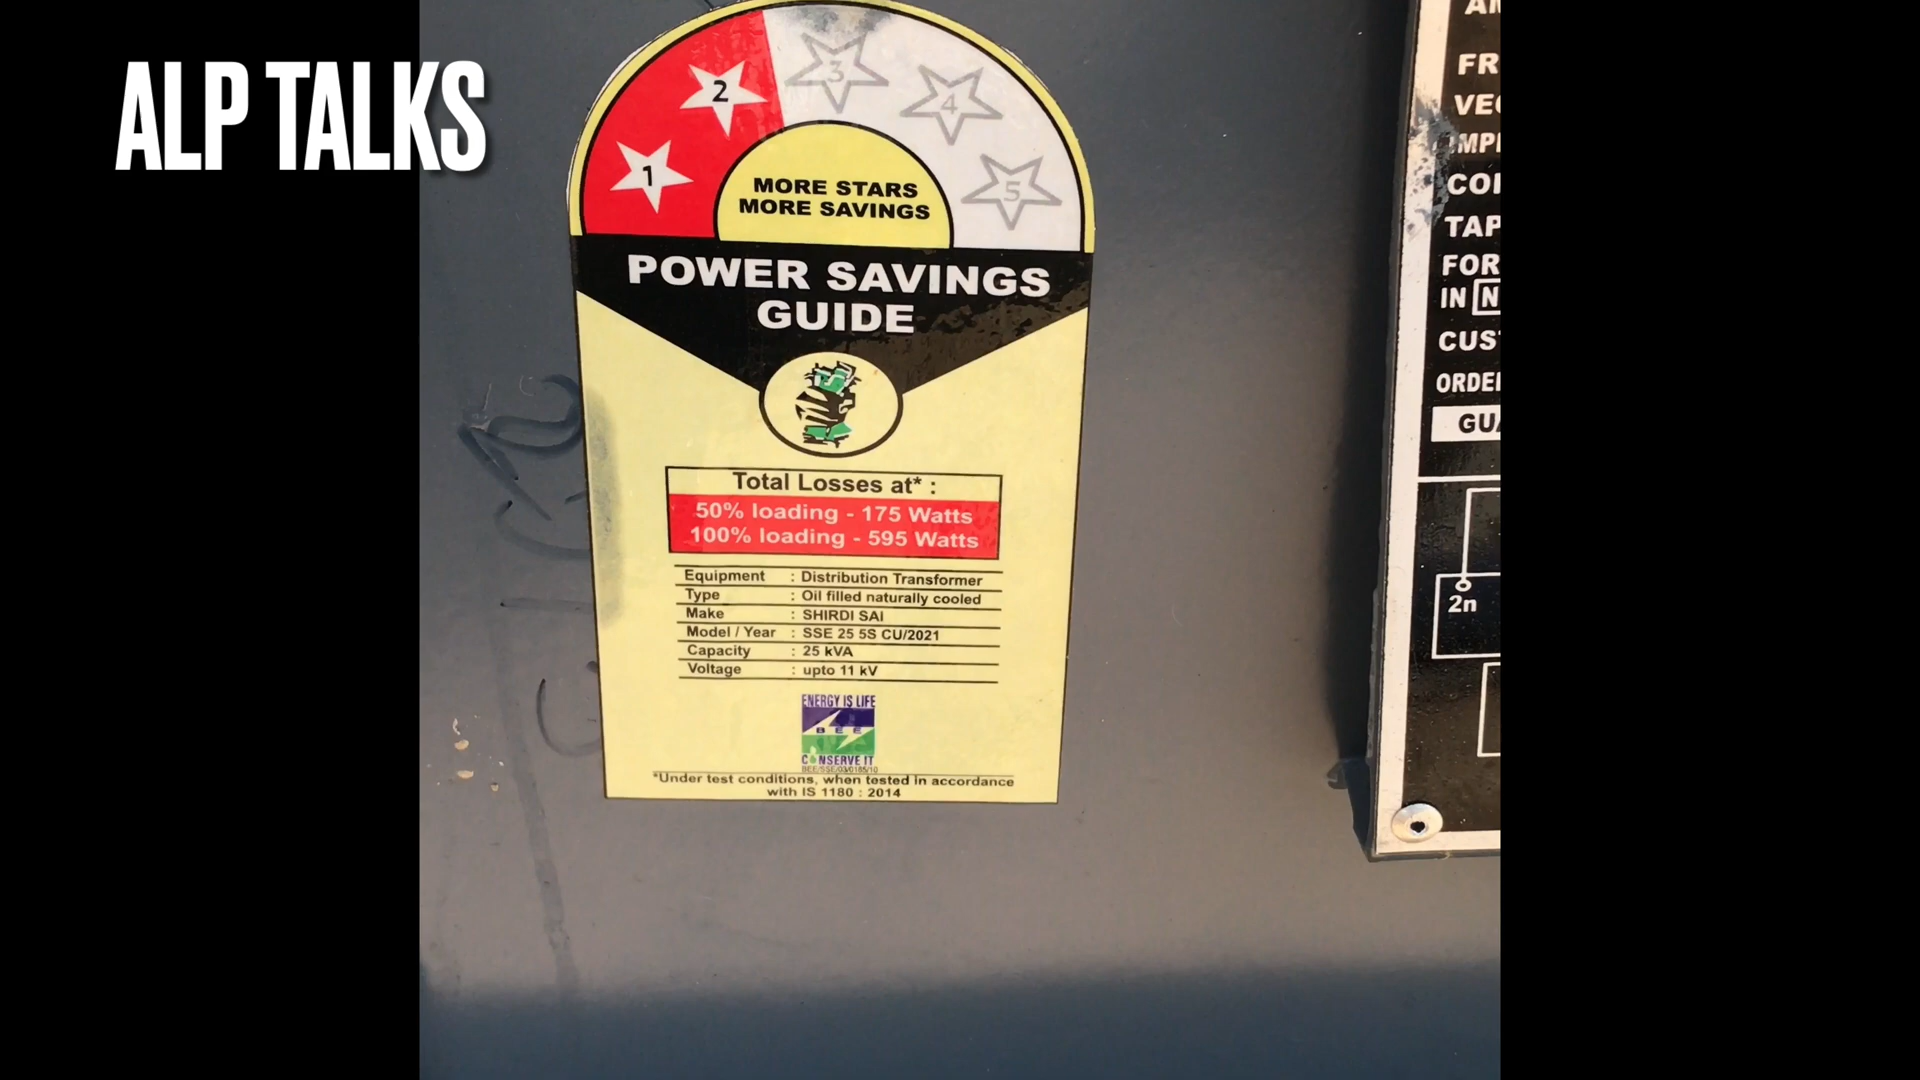 ALP TALKS
1
2
3
4
5
MORE STARS
MORE SAVINGS
POWER SAVINGS
GUIDE
Total Losses at* :
50% loading - 175 Watts
100% loading - 595 Watts
Equipment : Distribution Transformer
Type : Oil filled naturally cooled
Make : SHIRDI SAI
Model / Year : SSE 25 5S CU/2021
Capacity : 25 kVA
Voltage : upto 11 kV
ENERGY IS LIFE
BEE
CONSERVE IT
*Under test conditions, when tested in accordance
with IS 1180 : 2014
FR
VE
MP
TAP
FOR
IN N
CUS
ORDE
GU
2n